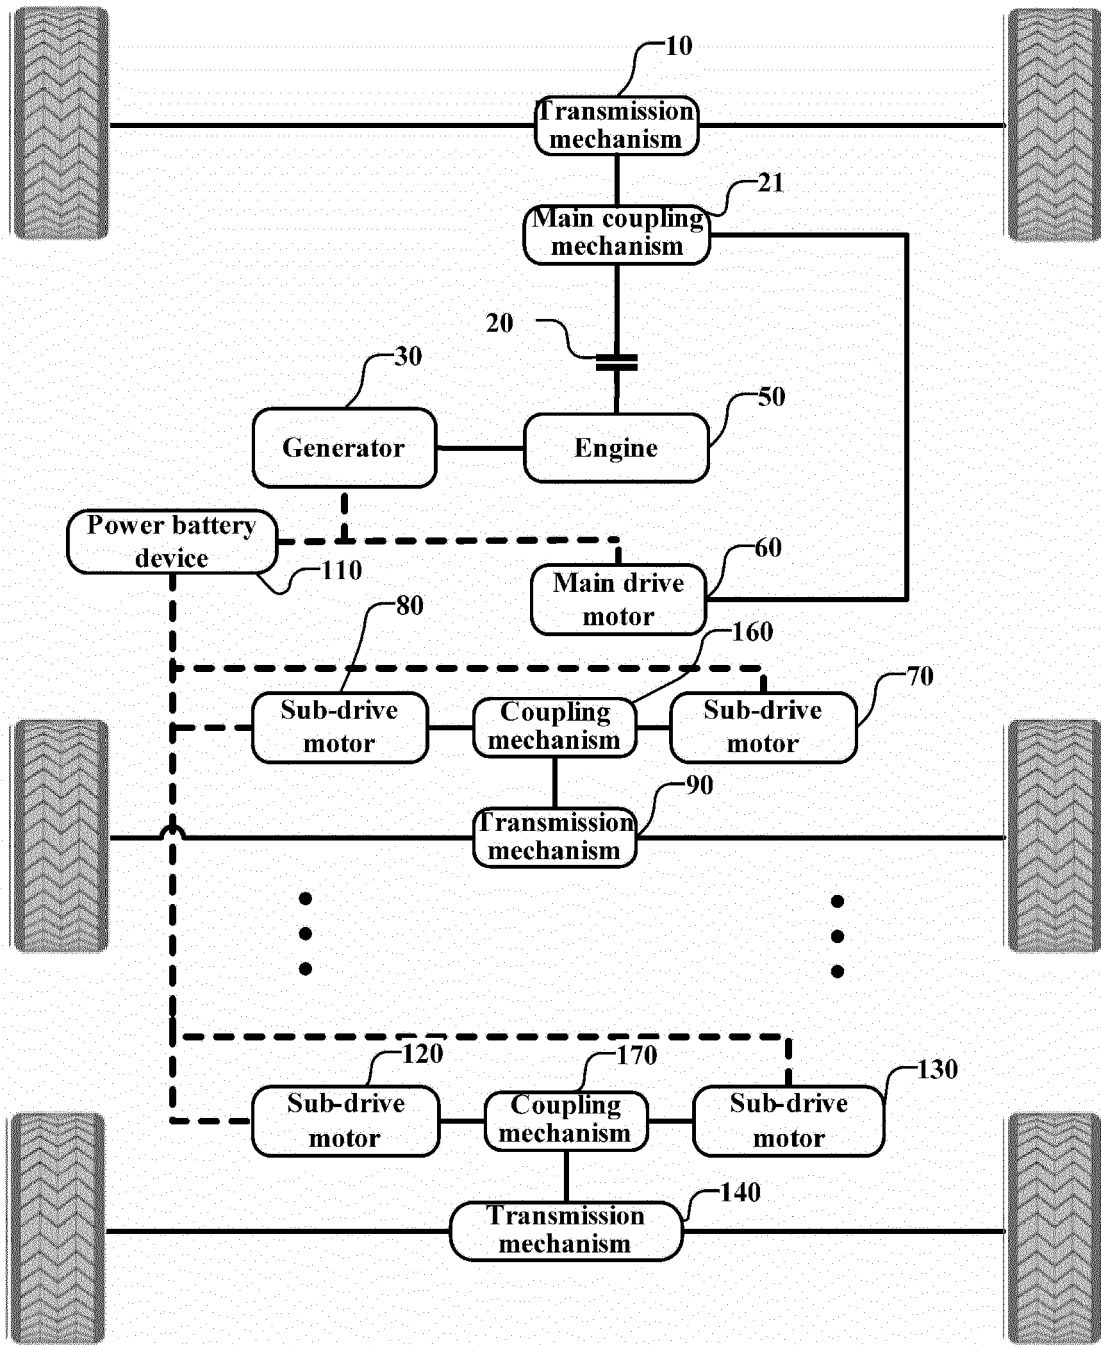 10
Transmission
mechanism
21
Main coupling
mechanism
20
30
50
Generator
Engine
Power battery
device
110
60
Main drive
motor
80
160
70
Sub-drive
motor
Coupling
mechanism
Sub-drive
motor
90
Transmission
mechanism
120
170
130
Sub-drive
motor
Coupling
mechanism
Sub-drive
motor
140
Transmission
mechanism